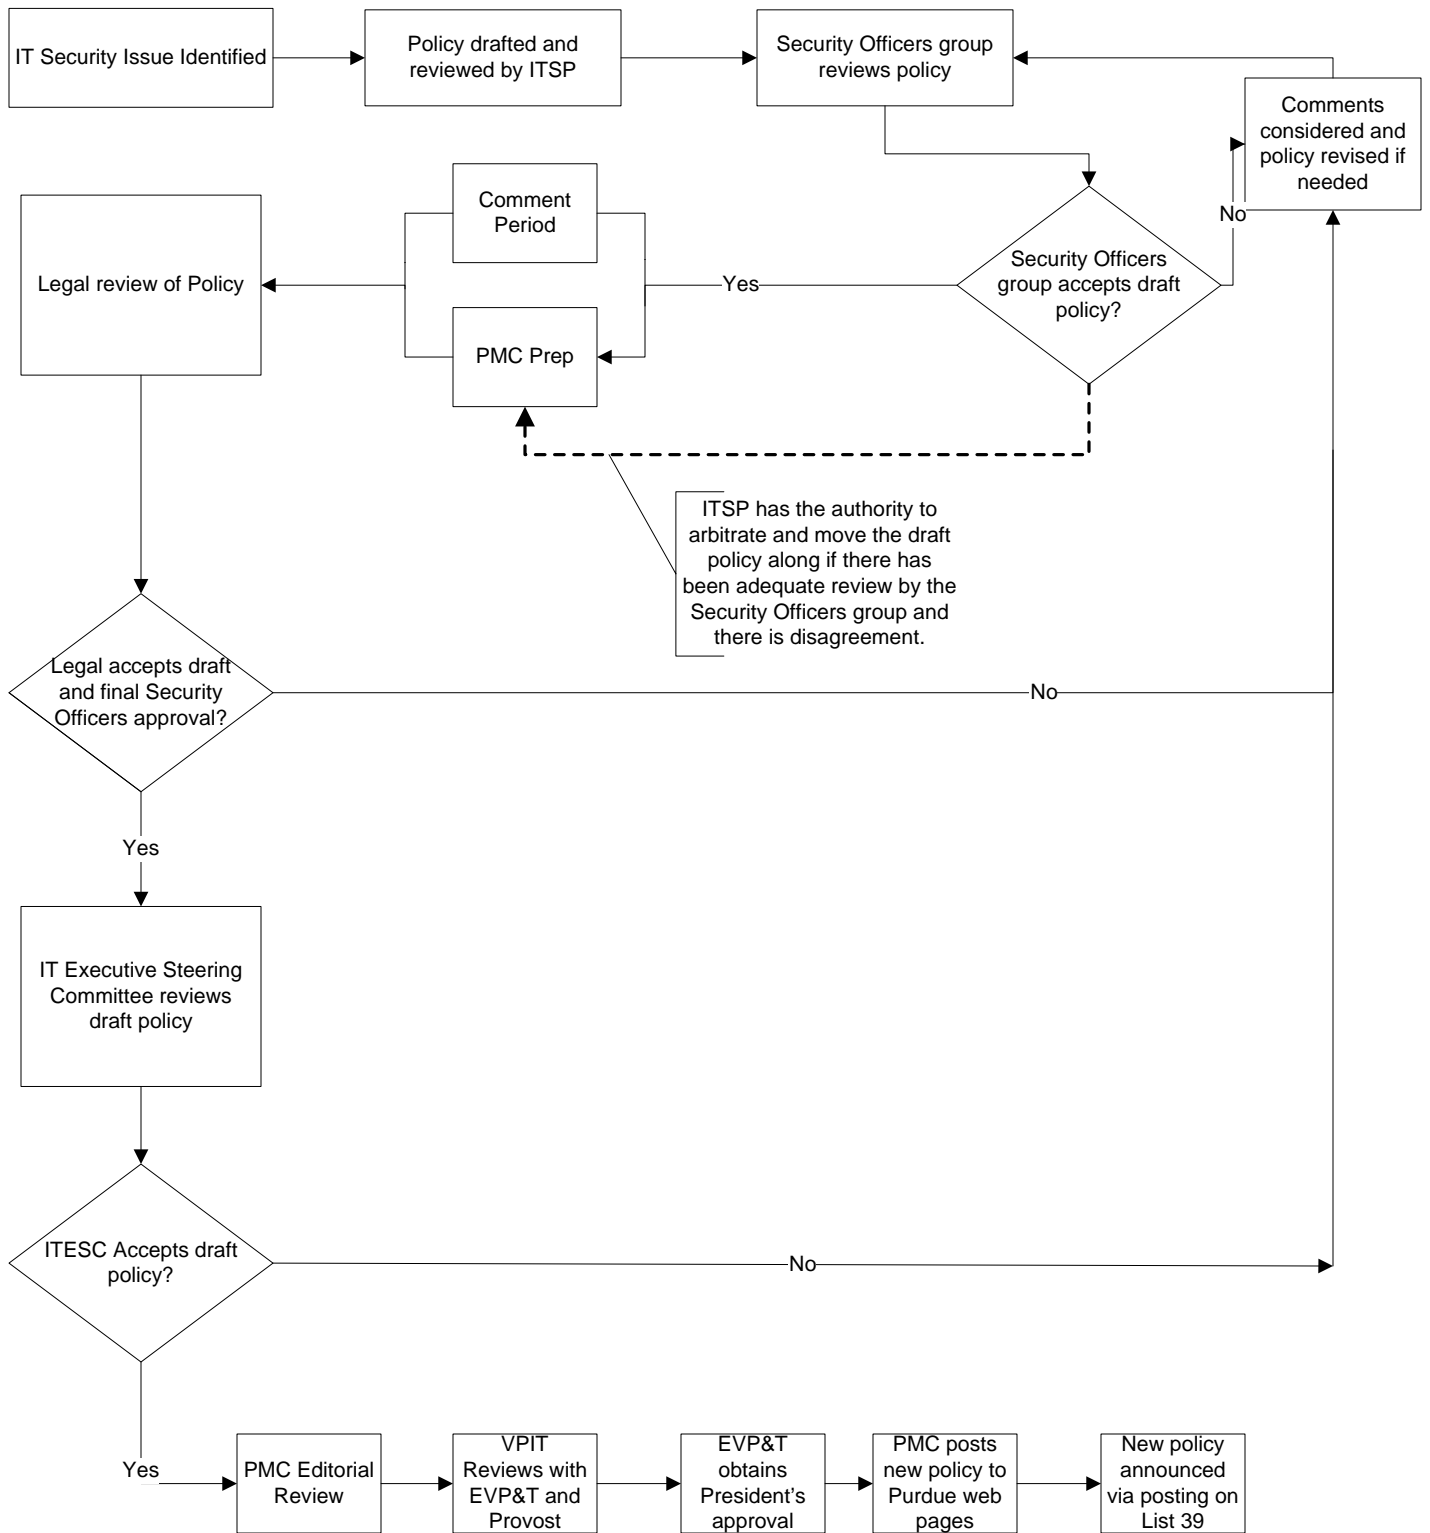 IT Security Issue Identified
Policy drafted and
reviewed by ITSP
Security Officers group
reviews policy
Comments
considered and
policy revised if
needed
No
Security Officers
group accepts draft
policy?
Yes
Comment
Period
PMC Prep
Legal review of Policy
ITSP has the authority to
arbitrate and move the draft
policy along if there has
been adequate review by the
Security Officers group and
there is disagreement.
Legal accepts draft
and final Security
Officers approval?
No
Yes
IT Executive Steering
Committee reviews
draft policy
ITESC Accepts draft
policy?
No
Yes
PMC Editorial
Review
VPIT
Reviews with
EVP&T and
Provost
EVP&T
obtains
President's
approval
PMC posts
new policy to
Purdue web
pages
New policy
announced
via posting on
List 39